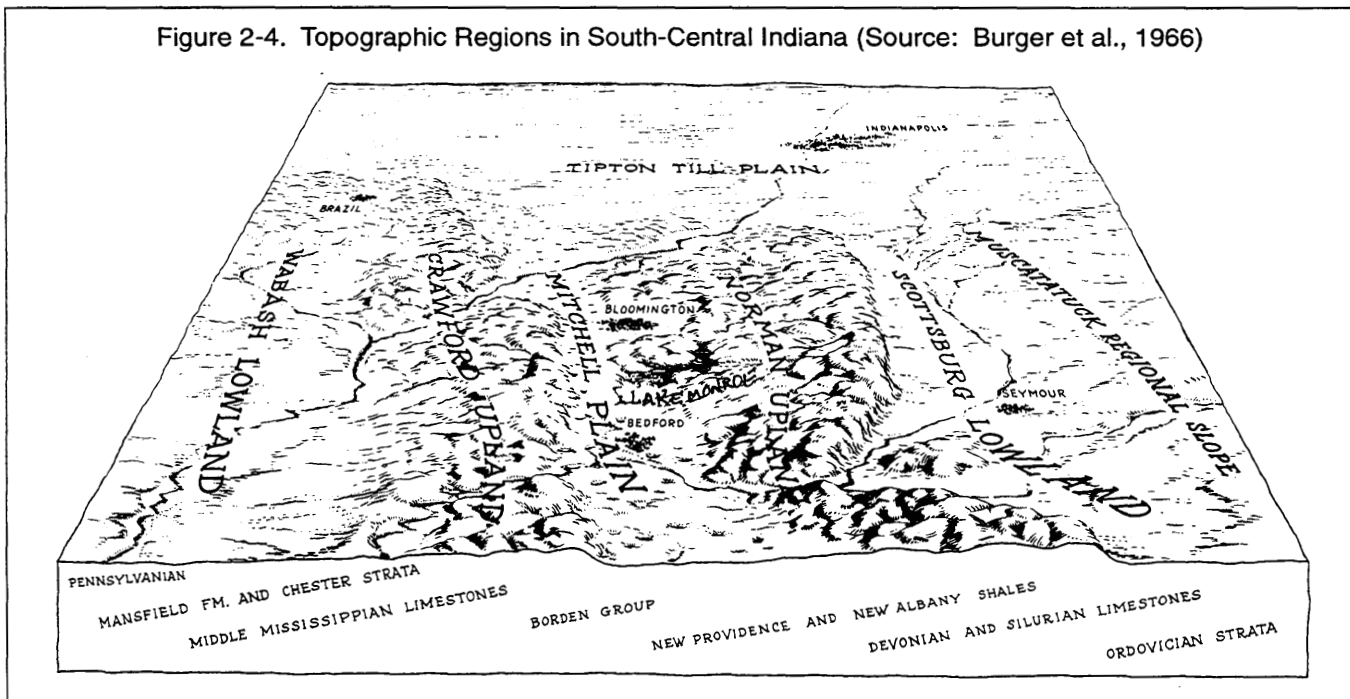 Figure 2-4. Topographic Regions in South-Central Indiana (Source: Burger et al., 1966)
INDIANAPOLIS
TIPTON TILL PLAIN
BRAZIL
WABASH LOWLAND
CRAWFORD UPLAND
MITCHELL PLAIN
BLOOMINGTON
NORMAN UPLAND
SCOTTSBURG LOWLAND
MUSCATATUCK REGIONAL SLOPE
LAKE MONROE
SEYMOUR
BEDFORD
PENNSYLVANIAN
MANSFIELD FM. AND CHESTER STRATA
MIDDLE MISSISSIPPIAN LIMESTONES
BORDEN GROUP
NEW PROVIDENCE AND NEW ALBANY SHALES
DEVONIAN AND SILURIAN LIMESTONES
ORDOVICIAN STRATA